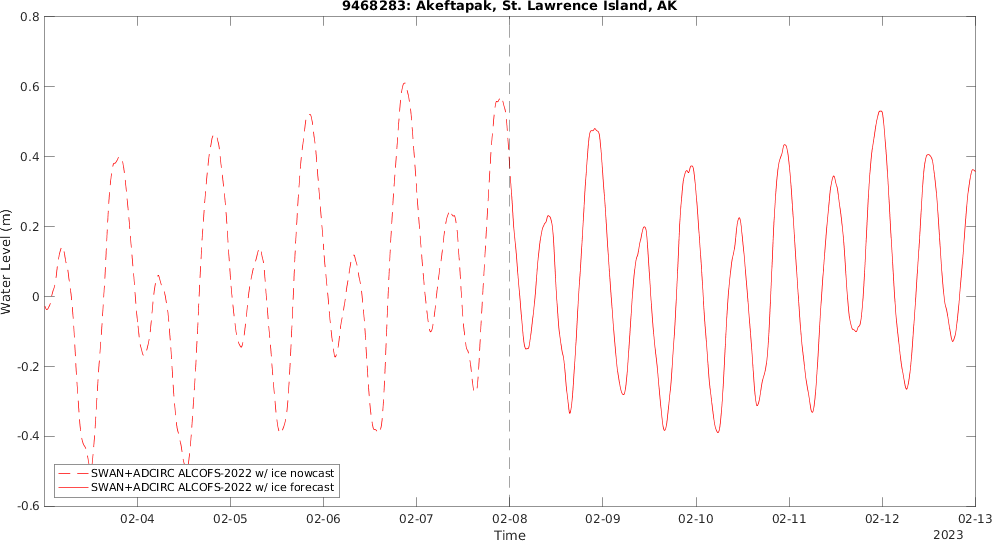 9468283: Akeftapak, St. Lawrence Island, AK
0.8
0.6
0.4
0.2
0
-0.2
-0.4
-0.6
Water Level (m)
SWAN+ADCIRC ALCOFS-2022 w/ ice nowcast
SWAN+ADCIRC ALCOFS-2022 w/ ice forecast
02-04 02-05 02-06 02-07 02-08 02-09 02-10 02-11 02-12 02-13
Time
2023